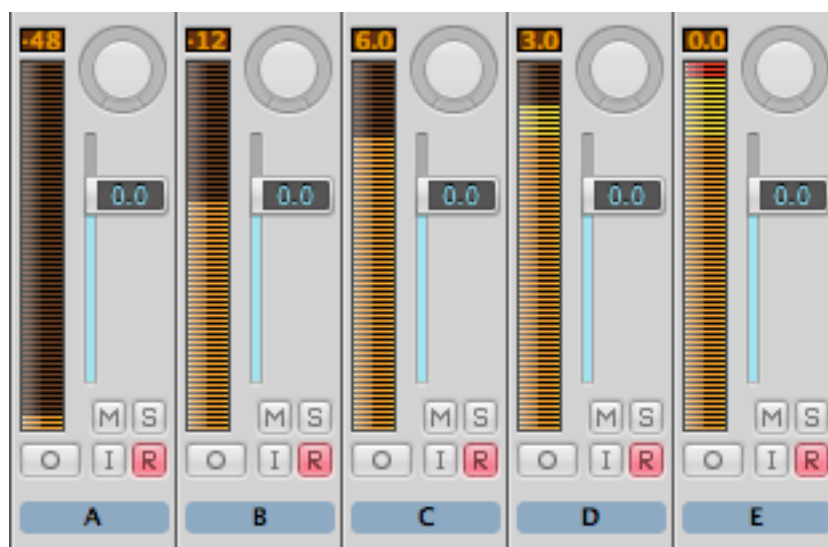 -48 -12 6.0 3.0 0.0
0.0 0.0 0.0 0.0 0.0
M S M S M S M S M S
O I R O I R O I R O I R O I R
A B C D E